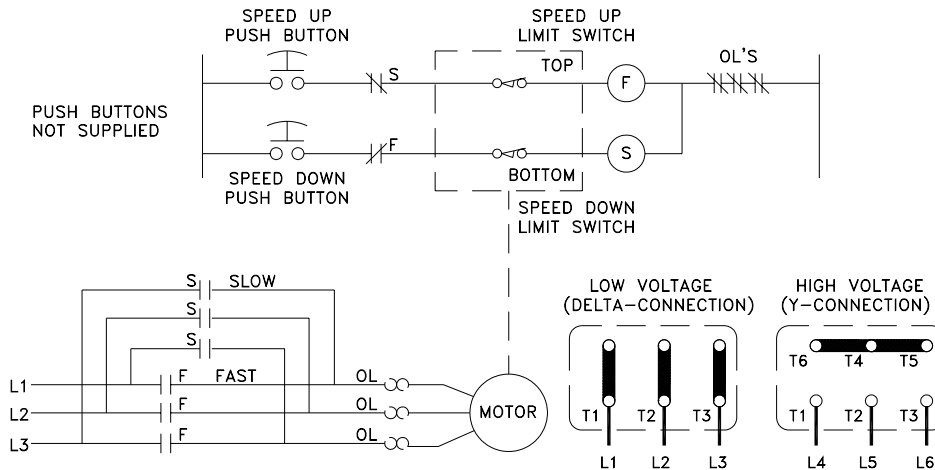 SPEED UP
PUSH BUTTON
SPEED UP
LIMIT SWITCH
S
TOP
F
OL'S
PUSH BUTTONS
NOT SUPPLIED
F
BOTTOM
S
SPEED DOWN
PUSH BUTTON
SPEED DOWN
LIMIT SWITCH
S SLOW
S
S
L1 F FAST OL
L2 F OL
L3 F OL
MOTOR
LOW VOLTAGE
(DELTA-CONNECTION)
T1 T2 T3
L1 L2 L3
HIGH VOLTAGE
(Y-CONNECTION)
T6 T4 T5
T1 T2 T3
L4 L5 L6